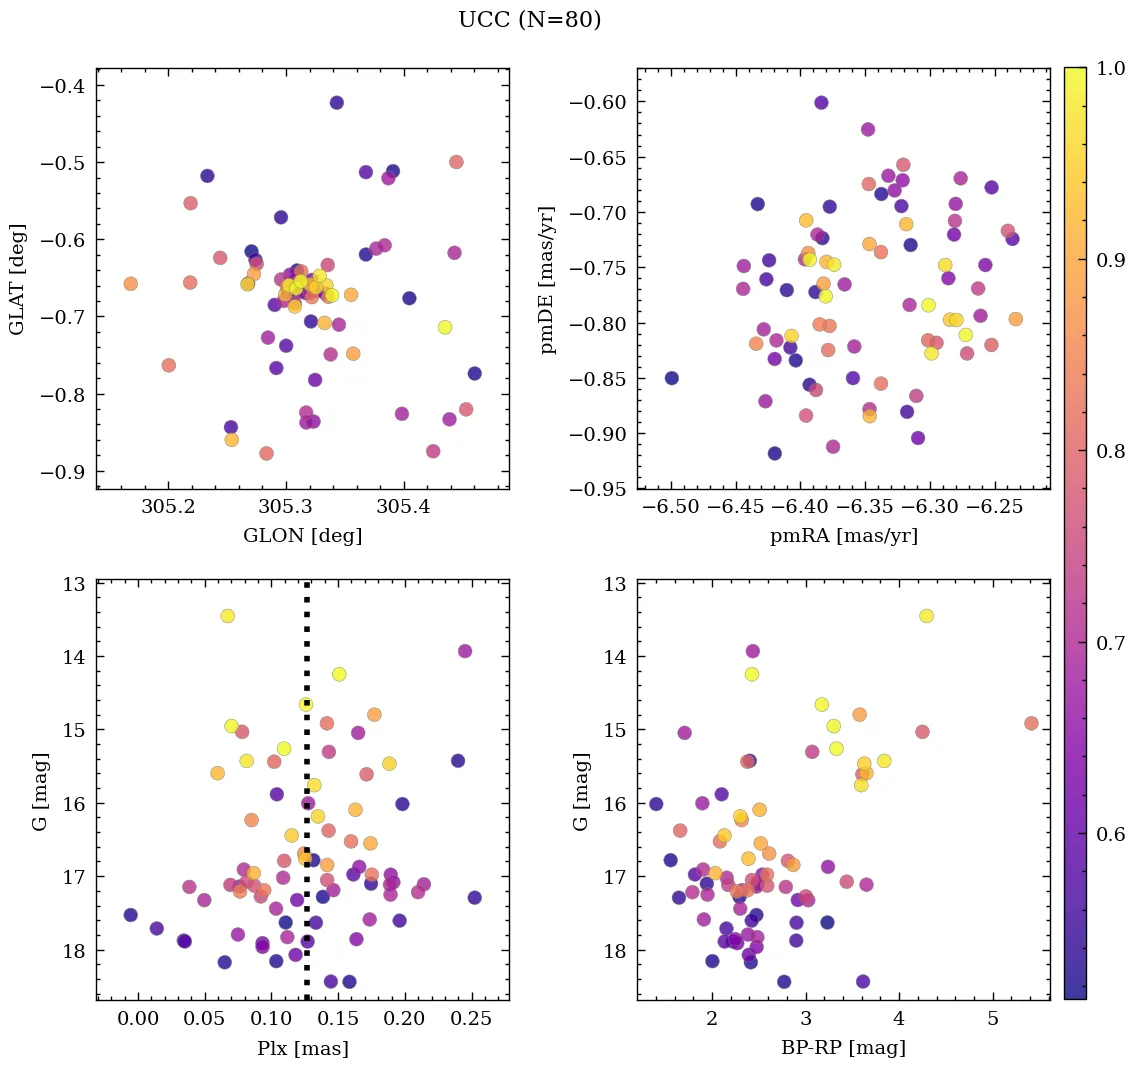 UCC (N=80)
−0.4
−0.5
−0.6
−0.7
−0.8
−0.9
GLAT [deg]
305.2 305.3 305.4
GLON [deg]
−0.60
−0.65
−0.70
−0.75
−0.80
−0.85
−0.90
−0.95
pmDE [mas/yr]
−6.50 −6.45 −6.40 −6.35 −6.30 −6.25
pmRA [mas/yr]
13
14
15
16
17
18
G [mag]
0.00 0.05 0.10 0.15 0.20 0.25
Plx [mas]
13
14
15
16
17
18
G [mag]
2 3 4 5
BP-RP [mag]
1.0
0.9
0.8
0.7
0.6